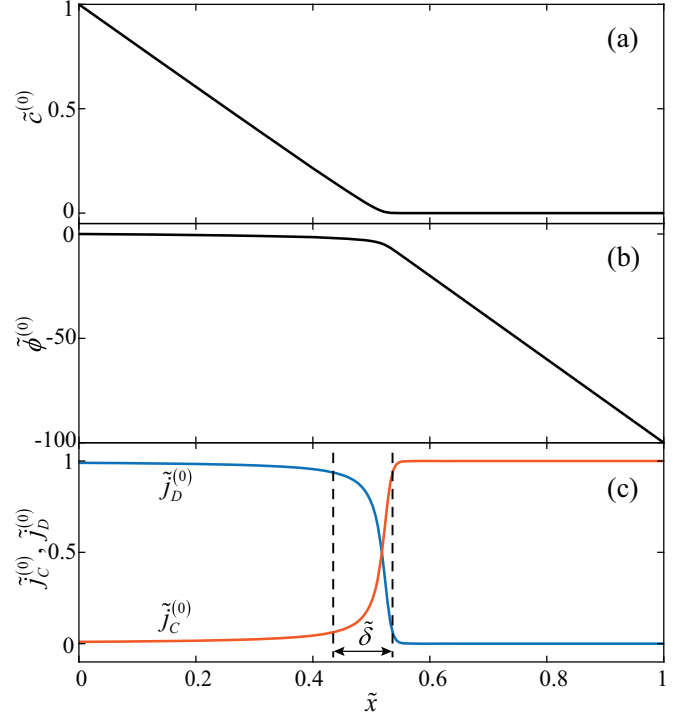 1
(a)
c̃⁽⁰⁾
0.5
0
0
(b)
ϕ̃⁽⁰⁾
-50
-100
1
j̃_D⁽⁰⁾
(c)
j̃_C⁽⁰⁾, j̃_D⁽⁰⁾
0.5
j̃_C⁽⁰⁾
δ̃
0
0 0.2 0.4 0.6 0.8 1
x̃